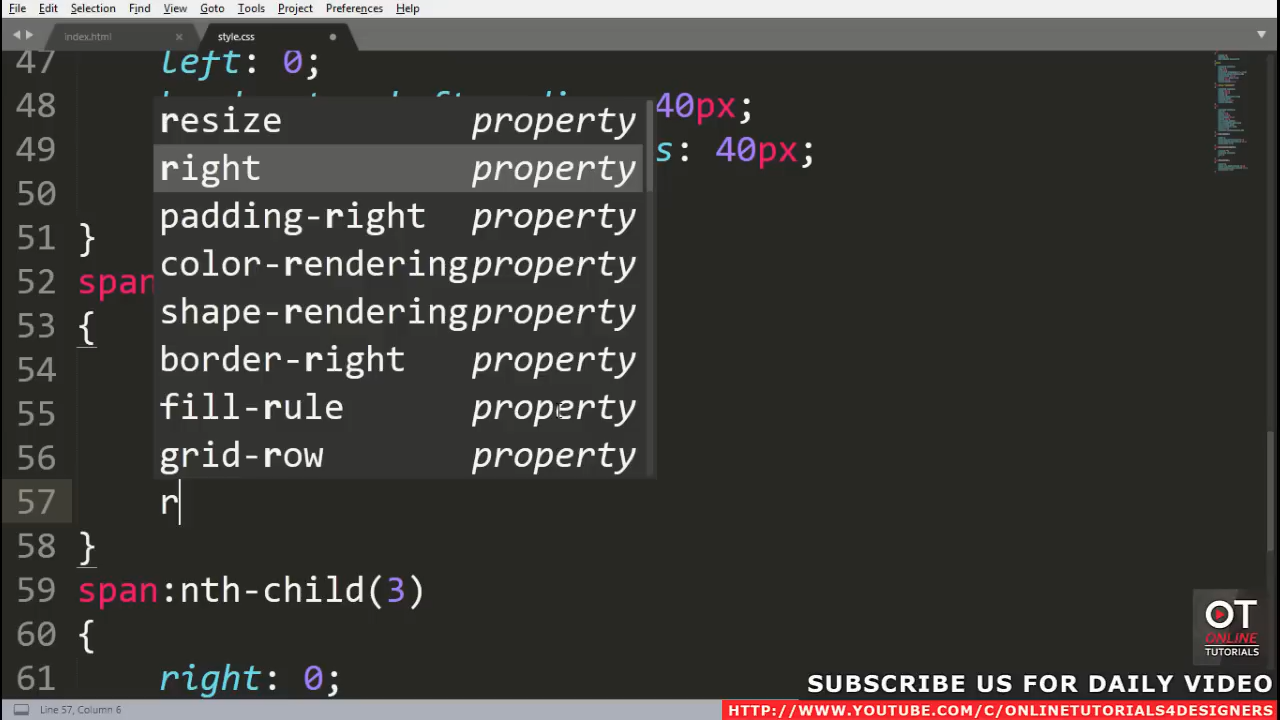 File Edit Selection Find View Goto Tools Project Preferences Help
index.html style.css
47 left: 0;
48 40px;
49 s: 40px;
50
51 }
52 span
53 {
54
55
56
57 r
58 }
59 span:nth-child(3)
60 {
61 right: 0;
resize property
right property
padding-right property
color-rendering property
shape-rendering property
border-right property
fill-rule property
grid-row property
OT
ONLINE
TUTORIALS
SUBSCRIBE US FOR DAILY VIDEO
HTTP://WWW.YOUTUBE.COM/C/ONLINETUTORIALS4DESIGNERS
Line 57, Column 6